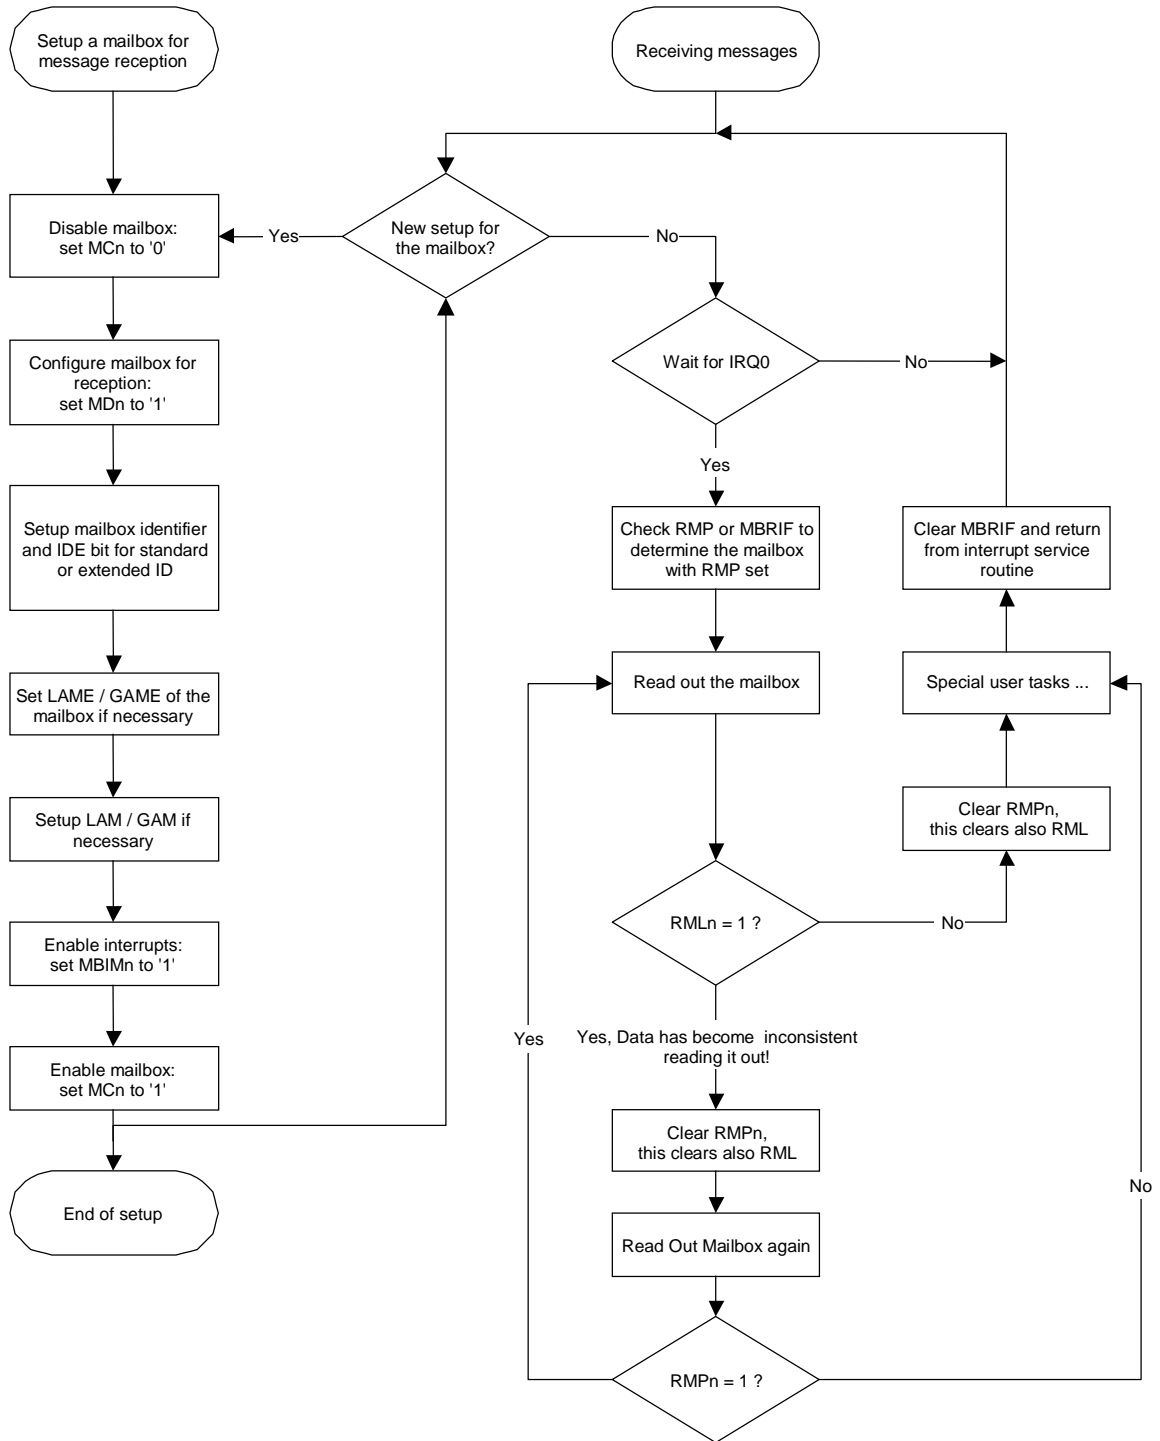 Setup a mailbox for
message reception
Receiving messages
Disable mailbox:
set MCn to '0'
Yes
New setup for
the mailbox?
No
Configure mailbox for
reception:
set MDn to '1'
Wait for IRQ0
No
Yes
Setup mailbox identifier
and IDE bit for standard
or extended ID
Check RMP or MBRIF to
determine the mailbox
with RMP set
Clear MBRIF and return
from interrupt service
routine
Set LAME / GAME of the
mailbox if necessary
Read out the mailbox
Special user tasks ...
Setup LAM / GAM if
necessary
Clear RMPn,
this clears also RML
Enable interrupts:
set MBIMn to '1'
RMLn = 1 ?
No
Yes
Yes, Data has become  inconsistent
reading it out!
Enable mailbox:
set MCn to '1'
Clear RMPn,
this clears also RML
No
End of setup
Read Out Mailbox again
RMPn = 1 ?